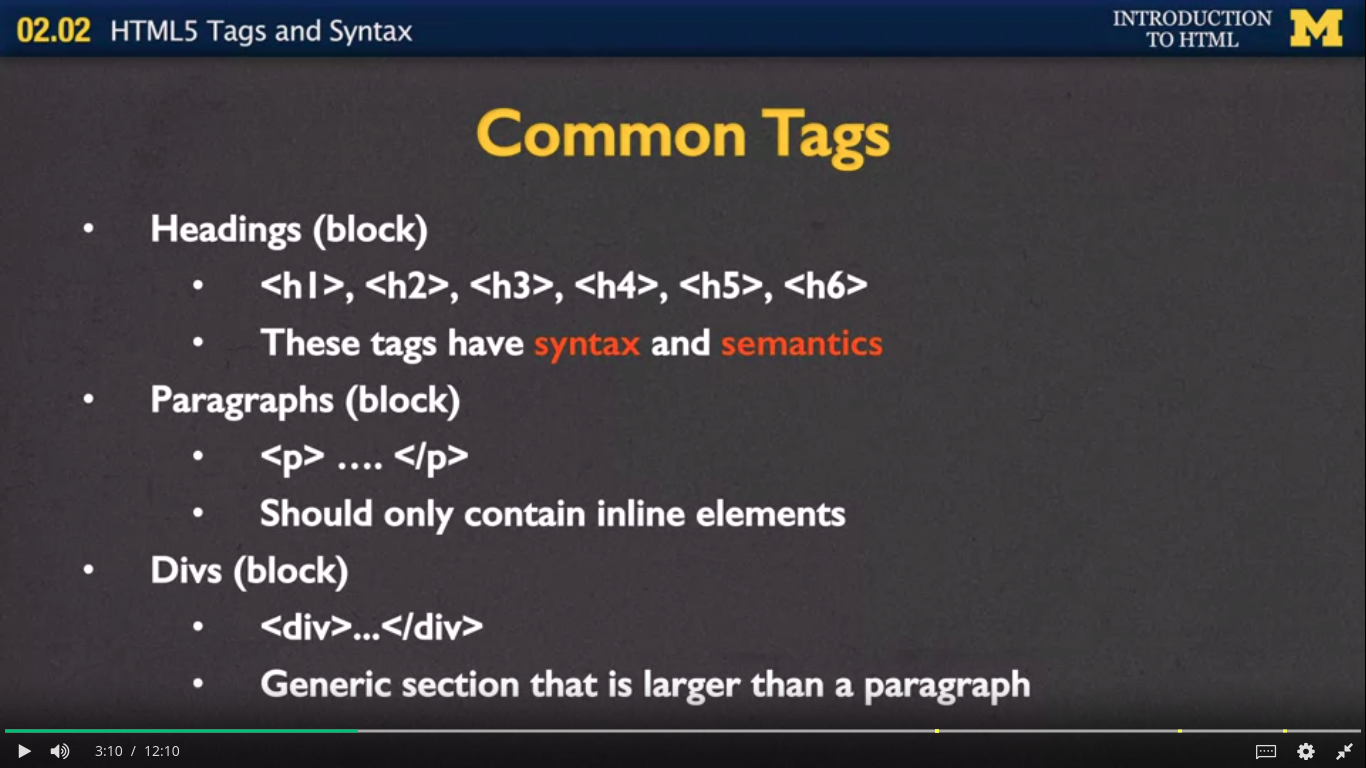 02.02 HTML5 Tags and Syntax
INTRODUCTION
TO HTML
M
Common Tags
• Headings (block)
• <h1>, <h2>, <h3>, <h4>, <h5>, <h6>
• These tags have syntax and semantics
• Paragraphs (block)
• <p> .... </p>
• Should only contain inline elements
• Divs (block)
• <div>...</div>
• Generic section that is larger than a paragraph
3:10 / 12:10